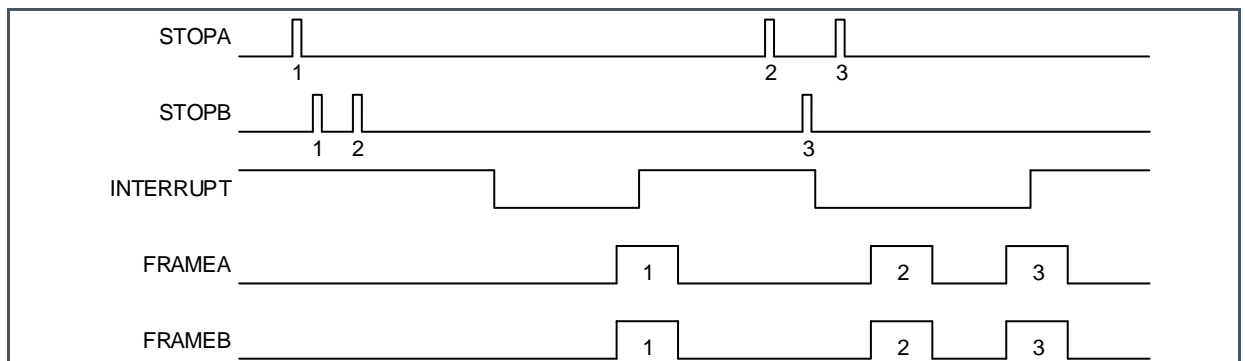 STOPA
1 2 3
STOPB
1 2 3
INTERRUPT
FRAMEA 1 2 3
FRAMEB 1 2 3